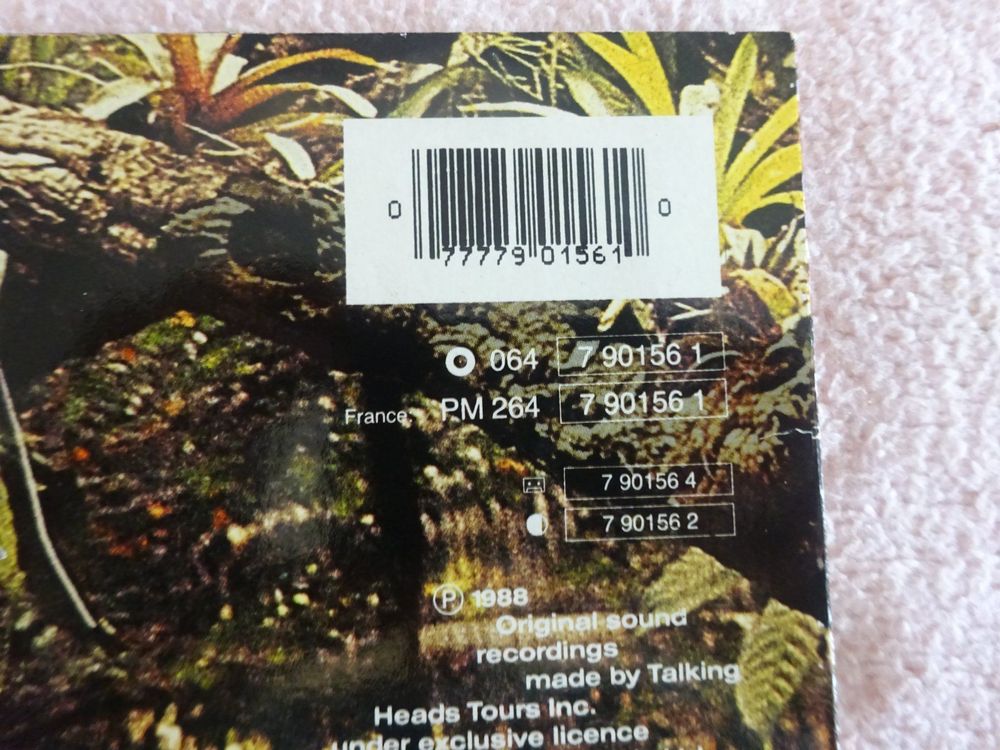 0 77779 01561 0
064 7 90156 1
France: PM 264 7 90156 1
7 90156 4
7 90156 2
Ⓟ 1988
Original sound
recordings
made by Talking
Heads Tours Inc.
under exclusive licence